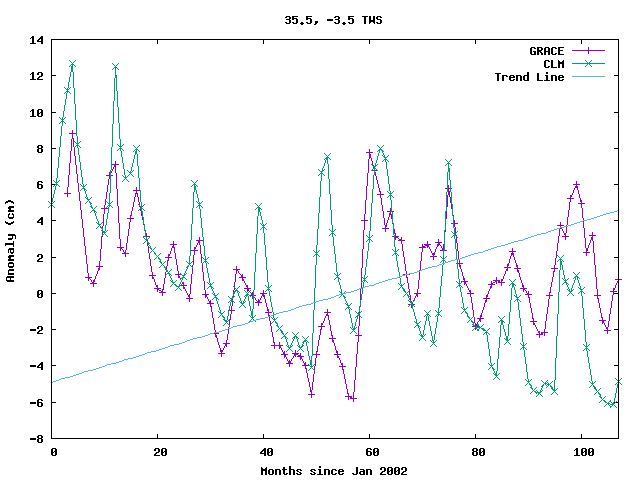 35.5, -3.5 TWS
GRACE
CLM
Trend Line
14
12
10
8
6
4
2
0
-2
-4
-6
-8
Anomaly (cm)
0 20 40 60 80 100
Months since Jan 2002